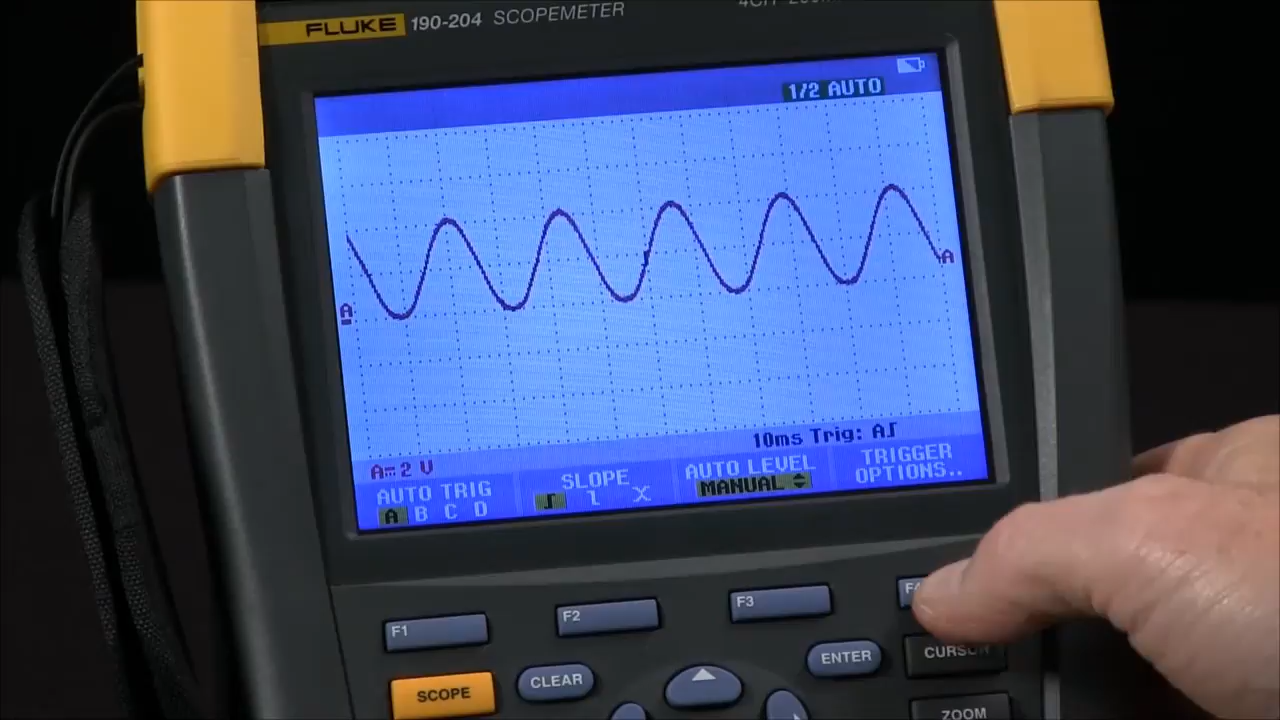 FLUKE 190-204 SCOPEMETER
1/2 AUTO
A
A
10ms Trig: A
A= 2 V
AUTO TRIG
A B C D
SLOPE
X
AUTO LEVEL
MANUAL
TRIGGER
OPTIONS..
F1
F2
F3
SCOPE
CLEAR
ENTER
CURSOR
ZOOM